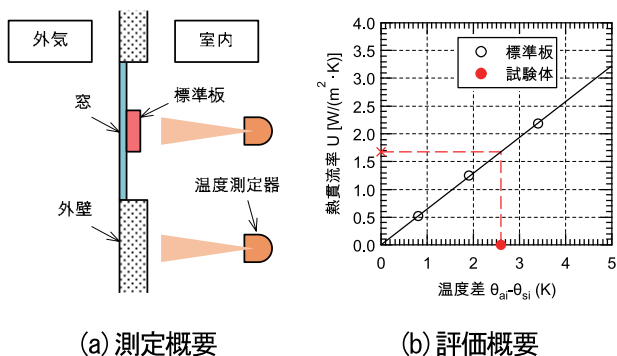 外気
室内
窓
標準板
温度測定器
外壁
(a) 測定概要
熱貫流率 U [W/(m²·K)]
4.0
3.5
3.0
2.5
2.0
1.5
1.0
0.5
0.0
標準板
試験体
0 1 2 3 4 5
温度差 θai-θsi (K)
(b) 評価概要